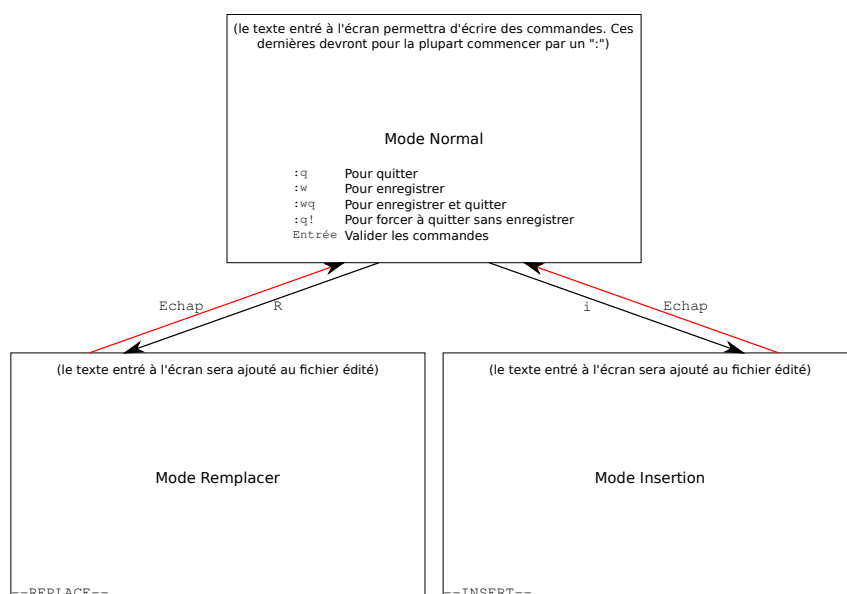 (le texte entré à l'écran permettra d'écrire des commandes. Ces
dernières devront pour la plupart commencer par un ":")
Mode Normal
:q Pour quitter
:w Pour enregistrer
:wq Pour enregistrer et quitter
:q! Pour forcer à quitter sans enregistrer
Entrée Valider les commandes
Echap
R
i
Echap
(le texte entré à l'écran sera ajouté au fichier édité)
Mode Remplacer
--REPLACE--
(le texte entré à l'écran sera ajouté au fichier édité)
Mode Insertion
--INSERT--